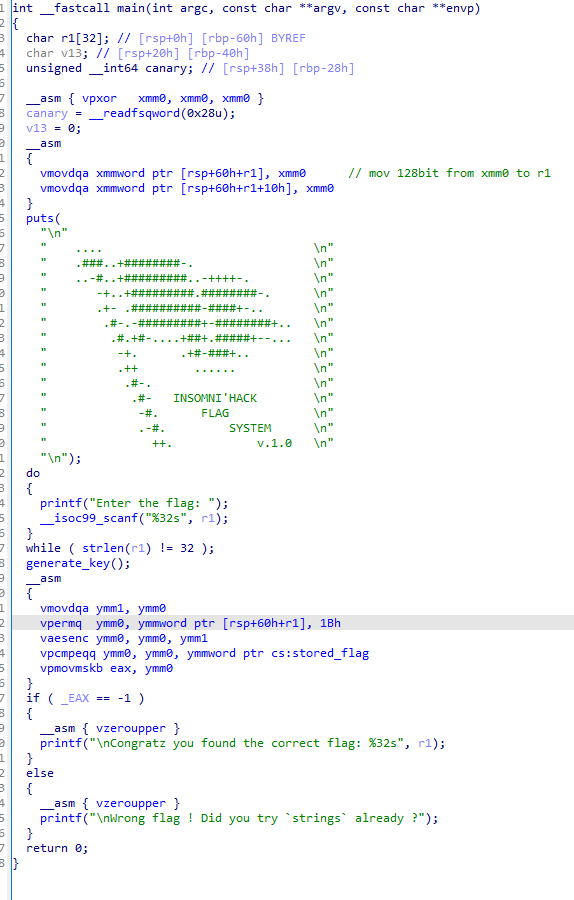 1 int __fastcall main(int argc, const char **argv, const char **envp)
2 {
3   char r1[32]; // [rsp+0h] [rbp-60h] BYREF
4   char v13; // [rsp+20h] [rbp-40h]
5   unsigned __int64 canary; // [rsp+38h] [rbp-28h]
6
7   __asm { vpxor   xmm0, xmm0, xmm0 }
8   canary = __readfsqword(0x28u);
9   v13 = 0;
0   __asm
1   {
2     vmovdqa xmmword ptr [rsp+60h+r1], xmm0      // mov 128bit from xmm0 to r1
3     vmovdqa xmmword ptr [rsp+60h+r1+10h], xmm0
4   }
5   puts(
6     "\n"
7     "    ....                              \n"
8     "    .###..+########-.                 \n"
9     "    ..-#..+#########..-++++-.         \n"
0     "       -+..+#########.########-.      \n"
1     "       .+- .##########-####+-..       \n"
2     "        .#-.-#########+-########+..   \n"
3     "         .#.+#-....+##+.#####+--...   \n"
4     "          -+.      .+#-###+..         \n"
5     "          .++        ......           \n"
6     "           .#-.                       \n"
7     "            .#-   INSOMNI'HACK        \n"
8     "             -#.      FLAG            \n"
9     "             .-#.         SYSTEM      \n"
0     "               ++.            v.1.0   \n"
1     "\n");
2   do
3   {
4     printf("Enter the flag: ");
5     __isoc99_scanf("%32s", r1);
6   }
7   while ( strlen(r1) != 32 );
8   generate_key();
9   __asm
0   {
1     vmovdqa ymm1, ymm0
2     vpermq  ymm0, ymmword ptr [rsp+60h+r1], 1Bh
3     vaesenc ymm0, ymm0, ymm1
4     vpcmpeqq ymm0, ymm0, ymmword ptr cs:stored_flag
5     vpmovmskb eax, ymm0
6   }
7   if ( _EAX == -1 )
8   {
9     __asm { vzeroupper }
0     printf("\nCongratz you found the correct flag: %32s", r1);
1   }
2   else
3   {
4     __asm { vzeroupper }
5     printf("\nWrong flag ! Did you try `strings` already ?");
6   }
7   return 0;
8 }